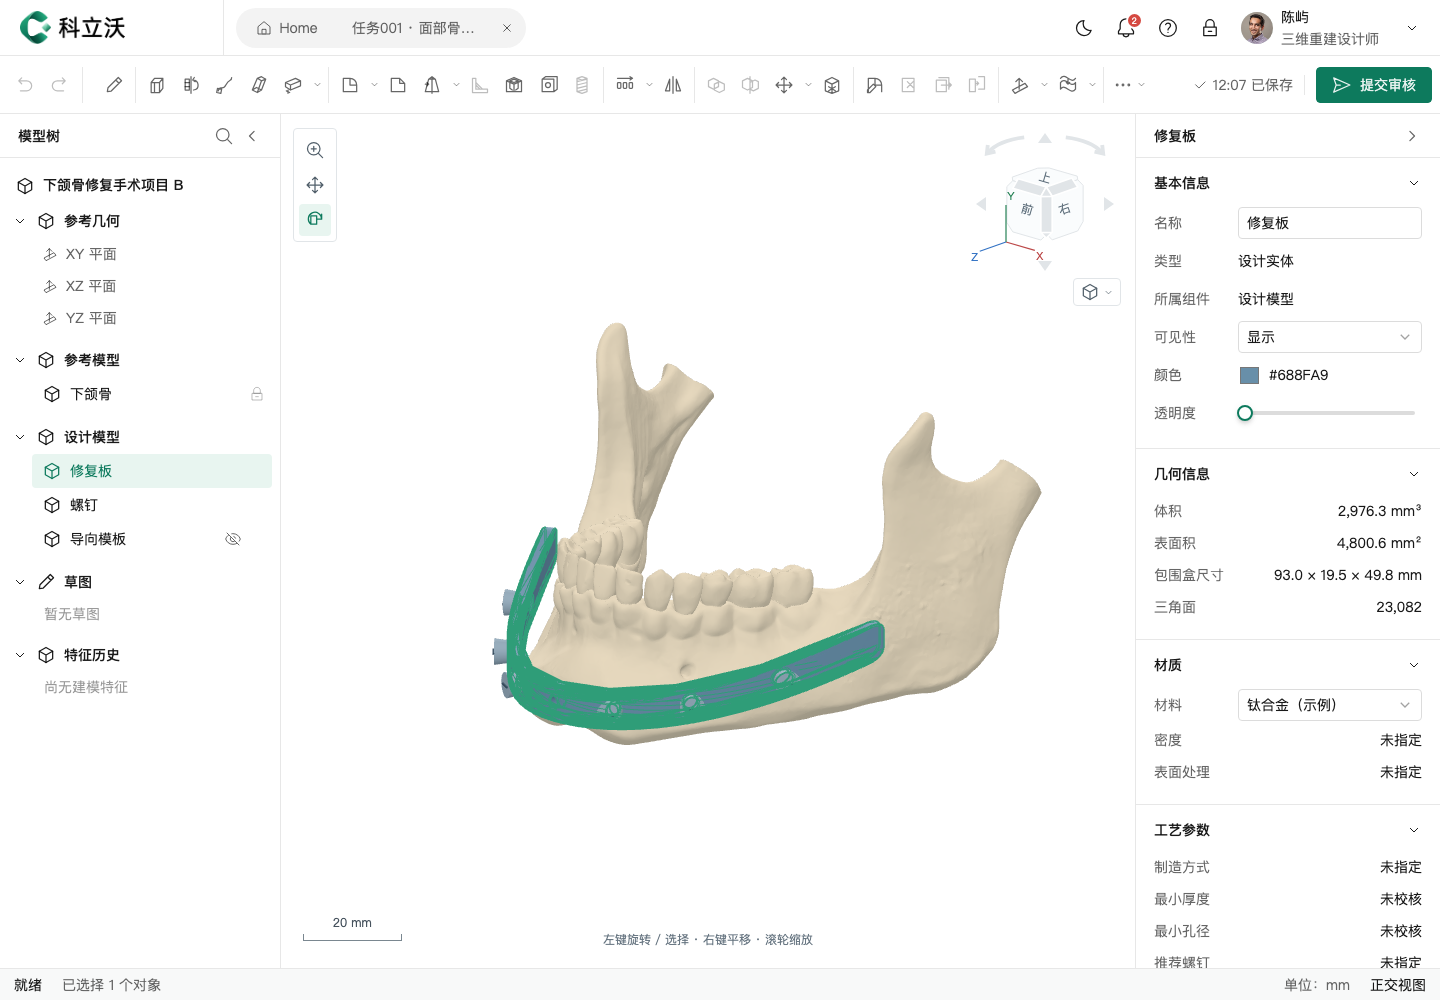 科立沃
Home
任务001 · 面部骨...
2
陈屿
三维重建设计师
12:07 已保存
提交审核
模型树
下颌骨修复手术项目 B
参考几何
XY 平面
XZ 平面
YZ 平面
参考模型
下颌骨
设计模型
修复板
螺钉
导向模板
草图
暂无草图
特征历史
尚无建模特征
上
前
右
Y
Z
X
20 mm
左键旋转 / 选择 · 右键平移 · 滚轮缩放
修复板
基本信息
名称 修复板
类型 设计实体
所属组件 设计模型
可见性 显示
颜色 #688FA9
透明度
几何信息
体积 2,976.3 mm³
表面积 4,800.6 mm²
包围盒尺寸 93.0 × 19.5 × 49.8 mm
三角面 23,082
材质
材料 钛合金（示例）
密度 未指定
表面处理 未指定
工艺参数
制造方式 未指定
最小厚度 未校核
最小孔径 未校核
推荐螺钉 未指定
就绪
已选择 1 个对象
单位：mm
正交视图